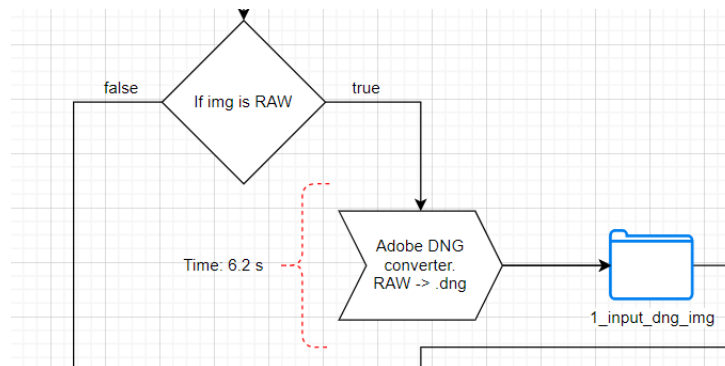 If img is RAW
false
true
Time: 6.2 s
Adobe DNG
converter.
RAW -> .dng
1_input_dng_img